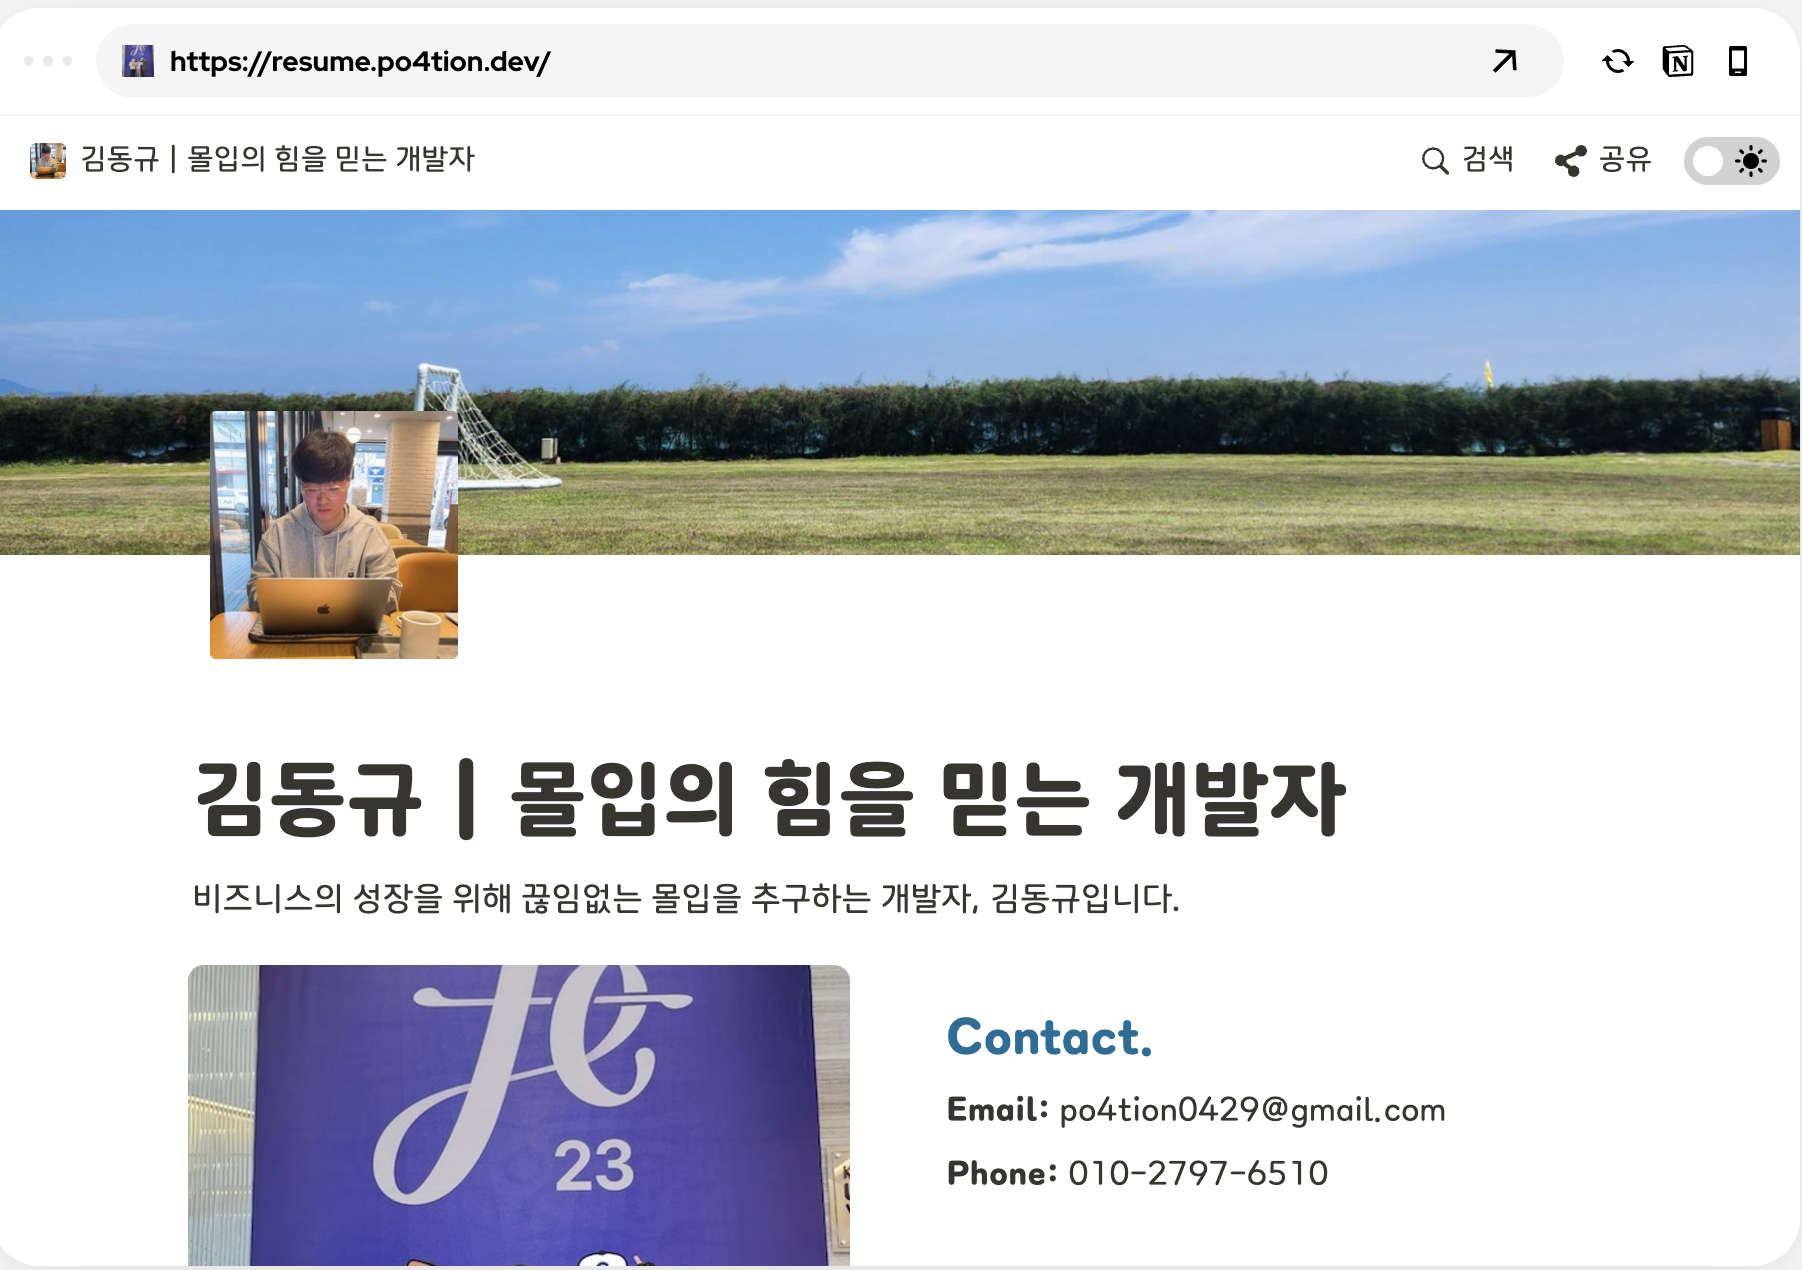 https://resume.po4tion.dev/
김동규 | 몰입의 힘을 믿는 개발자
검색
공유
김동규 | 몰입의 힘을 믿는 개발자
비즈니스의 성장을 위해 끊임없는 몰입을 추구하는 개발자, 김동규입니다.
23
Contact.
Email: po4tion0429@gmail.com
Phone: 010-2797-6510